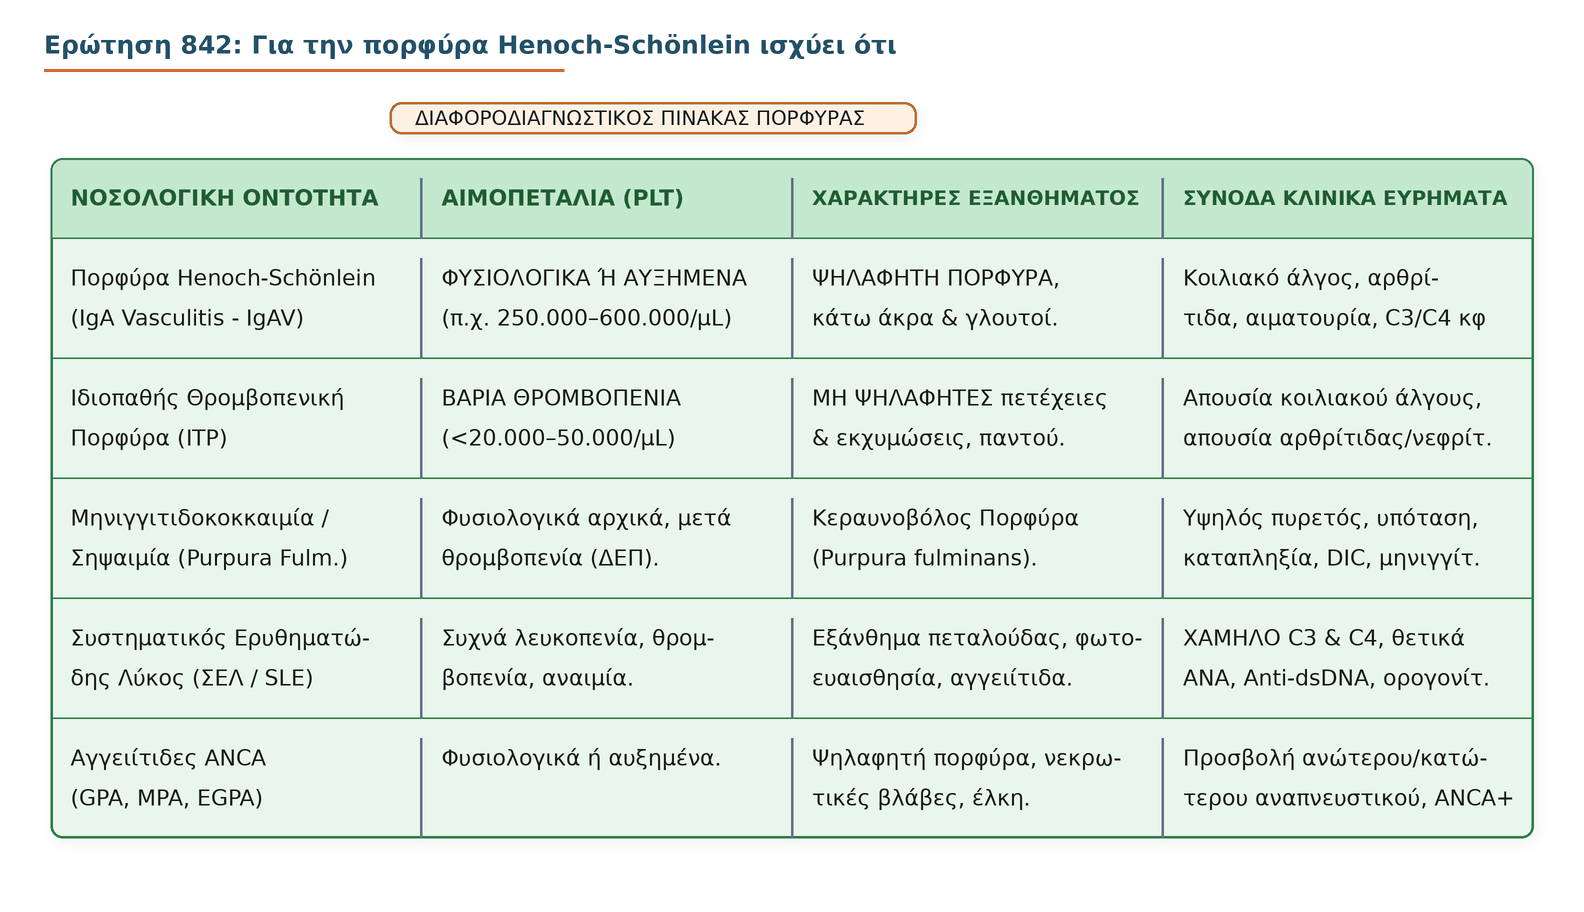 Ερώτηση 842: Για την πορφύρα Henoch-Schönlein ισχύει ότι
ΔΙΑΦΟΡΟΔΙΑΓΝΩΣΤΙΚΟΣ ΠΙΝΑΚΑΣ ΠΟΡΦΥΡΑΣ
ΝΟΣΟΛΟΓΙΚΗ ΟΝΤΟΤΗΤΑ
ΑΙΜΟΠΕΤΑΛΙΑ (PLT)
ΧΑΡΑΚΤΗΡΕΣ ΕΞΑΝΘΗΜΑΤΟΣ
ΣΥΝΟΔΑ ΚΛΙΝΙΚΑ ΕΥΡΗΜΑΤΑ
Πορφύρα Henoch-Schönlein
(IgA Vasculitis - IgAV)
ΦΥΣΙΟΛΟΓΙΚΑ Ή ΑΥΞΗΜΕΝΑ
(π.χ. 250.000–600.000/μL)
ΨΗΛΑΦΗΤΗ ΠΟΡΦΥΡΑ,
κάτω άκρα & γλουτοί.
Κοιλιακό άλγος, αρθρί-
τιδα, αιματουρία, C3/C4 κφ
Ιδιοπαθής Θρομβοπενική
Πορφύρα (ITP)
ΒΑΡΙΑ ΘΡΟΜΒΟΠΕΝΙΑ
(<20.000–50.000/μL)
ΜΗ ΨΗΛΑΦΗΤΕΣ πετέχειες
& εκχυμώσεις, παντού.
Απουσία κοιλιακού άλγους,
απουσία αρθρίτιδας/νεφρίτ.
Μηνιγγιτιδοκοκκαιμία /
Σηψαιμία (Purpura Fulm.)
Φυσιολογικά αρχικά, μετά
θρομβοπενία (ΔΕΠ).
Κεραυνοβόλος Πορφύρα
(Purpura fulminans).
Υψηλός πυρετός, υπόταση,
καταπληξία, DIC, μηνιγγίτ.
Συστηματικός Ερυθηματώ-
δης Λύκος (ΣΕΛ / SLE)
Συχνά λευκοπενία, θρομ-
βοπενία, αναιμία.
Εξάνθημα πεταλούδας, φωτο-
ευαισθησία, αγγειίτιδα.
ΧΑΜΗΛΟ C3 & C4, θετικά
ANA, Anti-dsDNA, ορογονίτ.
Αγγειίτιδες ANCA
(GPA, MPA, EGPA)
Φυσιολογικά ή αυξημένα.
Ψηλαφητή πορφύρα, νεκρω-
τικές βλάβες, έλκη.
Προσβολή ανώτερου/κατώ-
τερου αναπνευστικού, ANCA+